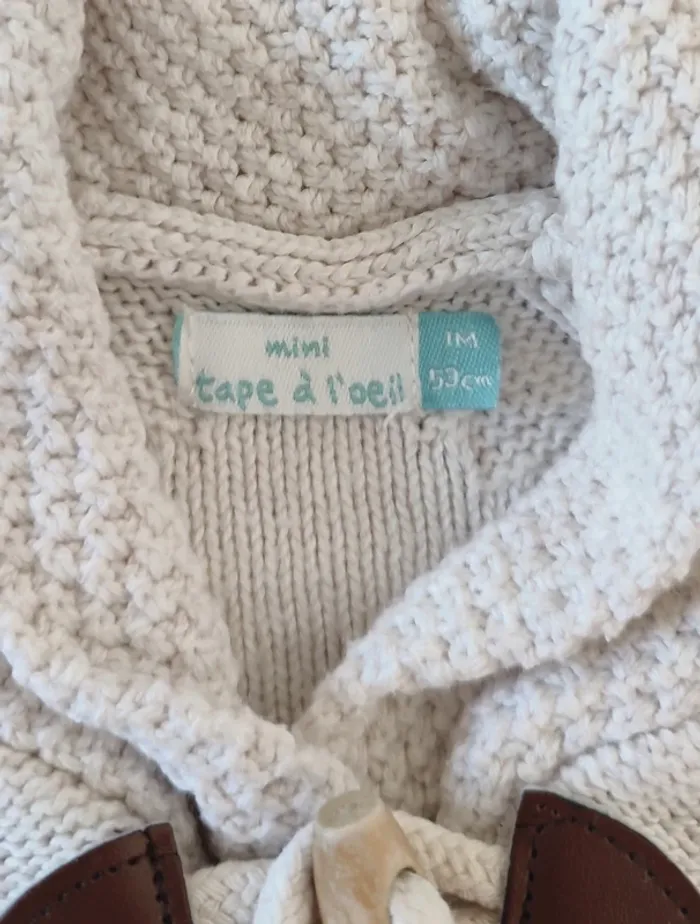 mini
tape à l'oeil
1M
53cm